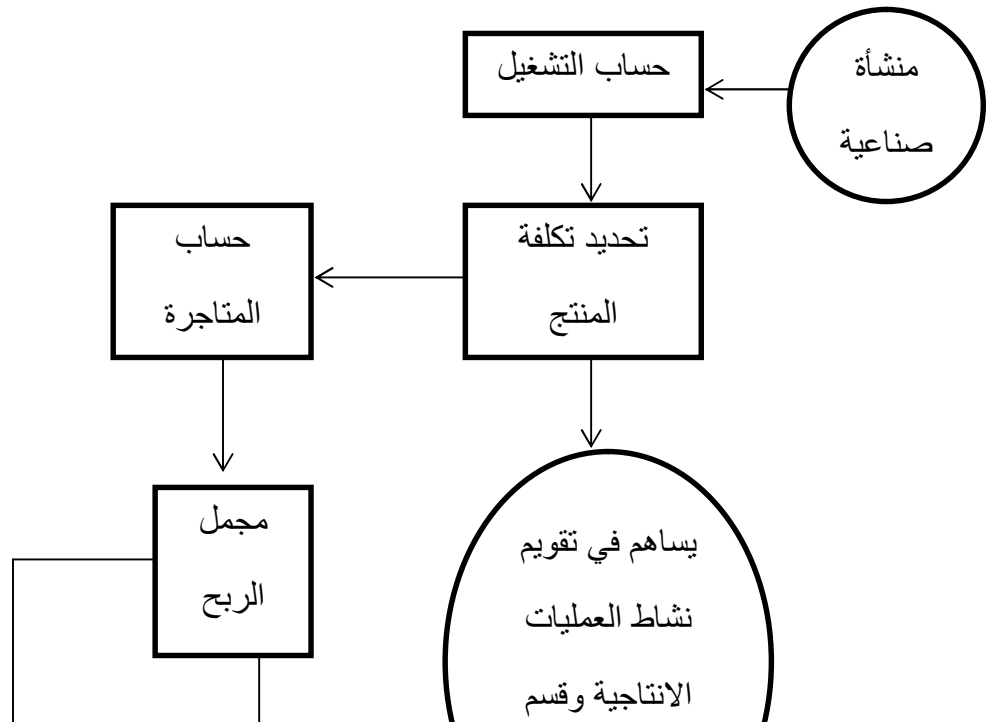 منشأة
صناعية
حساب التشغيل
تحديد تكلفة
المنتج
حساب
المتاجرة
مجمل
الربح
يساهم في تقويم
نشاط العمليات
الانتاجية وقسم